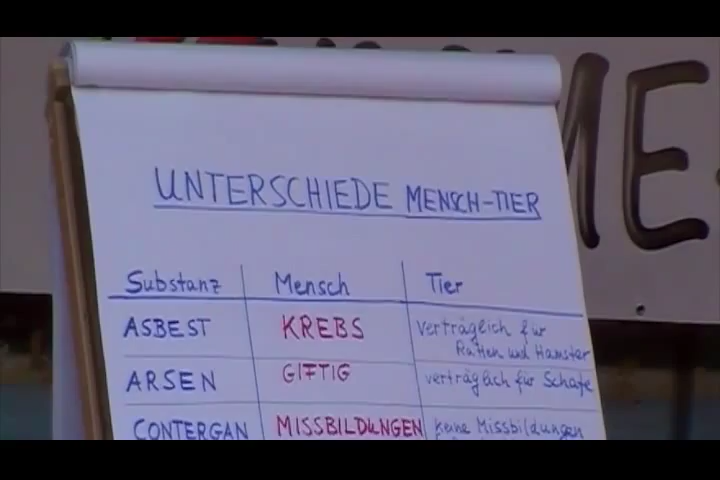 ME-
UNTERSCHIEDE MENSCH-TIER
Substanz Mensch Tier
ASBEST KREBS verträglich für
Ratten und Hamster
ARSEN GIFTIG verträglich für Schafe
CONTERGAN MISSBILDUNGEN keine Missbildungen